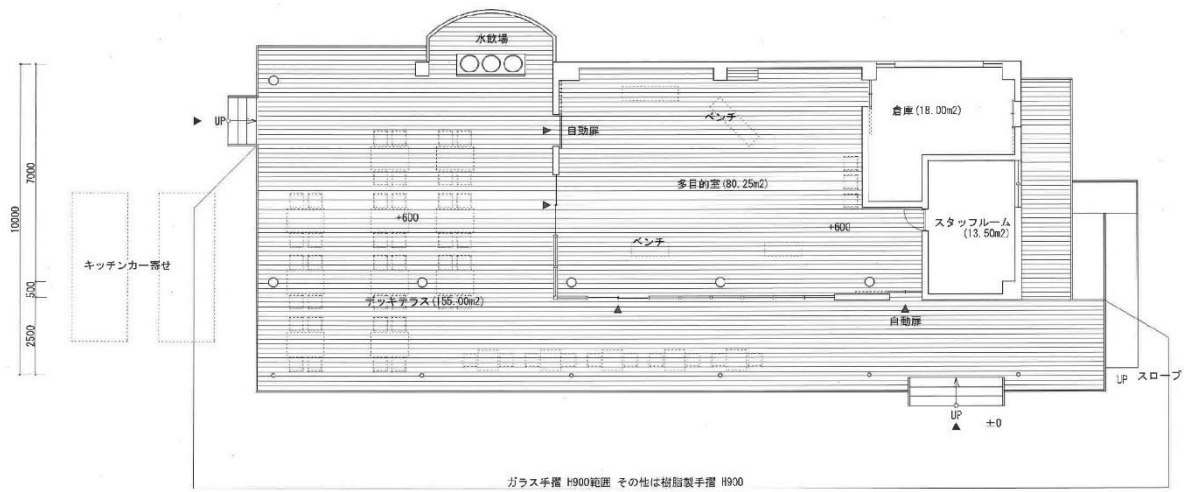 水飲場
倉庫(18.00m2)
UP
自動扉
ベンチ
7000
10000
多目的室(80.25m2)
+600
+600
スタッフルーム
(13.50m2)
キッチンカー寄せ
ベンチ
500
デッキテラス(155.00m2)
自動扉
2500
UP スロープ
UP
±0
ガラス手摺 H900範囲 その他は樹脂製手摺 H900